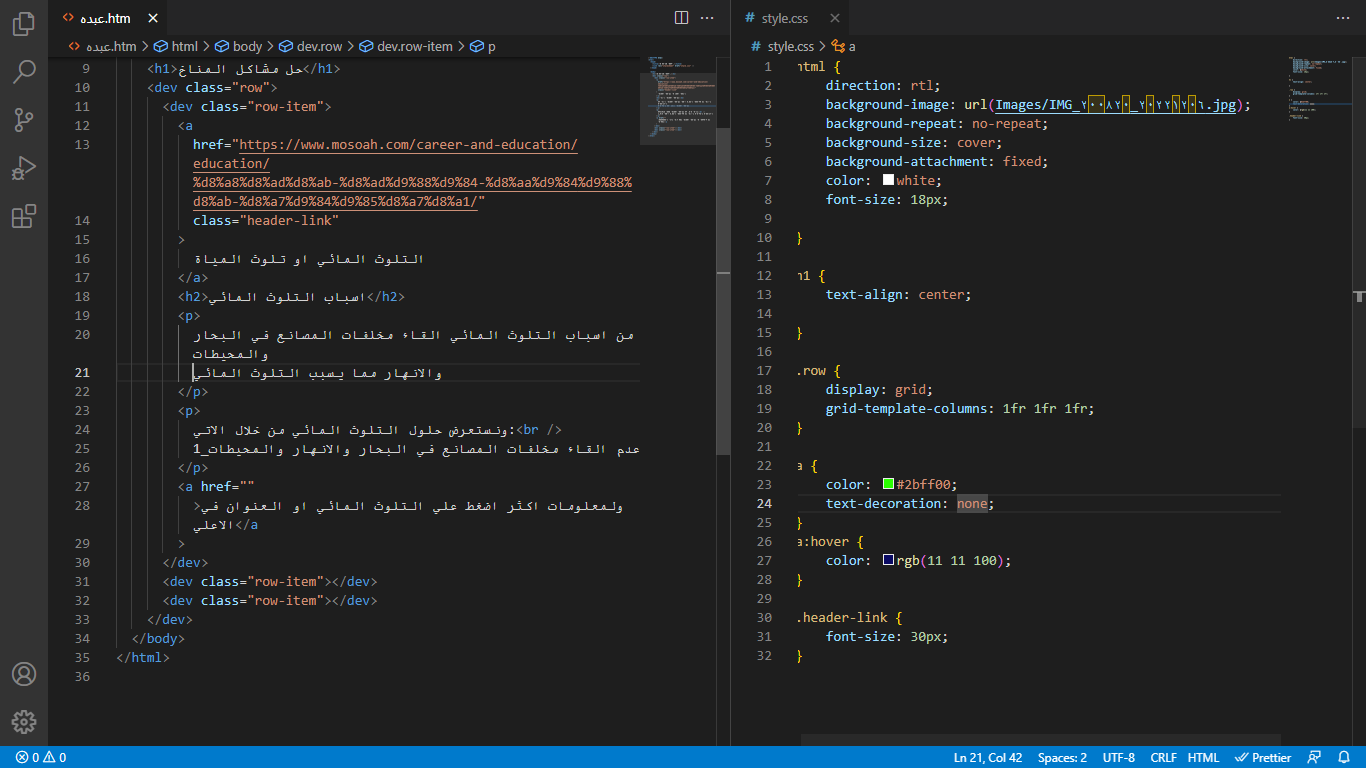 عبده.htm
عبده.htm > html > body > dev.row > dev.row-item > p
9 <h1>حل مشاكل المناخ</h1>
10 <dev class="row">
11 <dev class="row-item">
12 <a
13 href="https://www.mosoah.com/career-and-education/
education/
%d8%a8%d8%ad%d8%ab-%d8%ad%d9%88%d9%84-%d8%aa%d9%84%d9%88%
d8%ab-%d8%a7%d9%84%d9%85%d8%a7%d8%a1/"
14 class="header-link"
15 >
16 التلوث المائي او تلوث المياة
17 </a>
18 <h2>اسباب التلوث المائي</h2>
19 <p>
20 من اسباب التلوث المائي القاء مخلفات المصانع في البحار
والمحيطات
21 والانهار مما يسبب التلوث المائي
22 </p>
23 <p>
24 ونستعرض حلول التلوث المائي من خلال الاتي:<br />
25 1_عدم القاء مخلفات المصانع في البحار والانهار والمحيطات
26 </p>
27 <a href=""
28 >ولمعلومات اكثر اضغط علي التلوث المائي او العنوان في
الاعلي</a
29 >
30 </dev>
31 <dev class="row-item"></dev>
32 <dev class="row-item"></dev>
33 </dev>
34 </body>
35 </html>
36
style.css
style.css > a
1 html {
2 direction: rtl;
3 background-image: url(Images/IMG_٢٠٠٨٢٠_٢٠٢٢١٢٠٦.jpg);
4 background-repeat: no-repeat;
5 background-size: cover;
6 background-attachment: fixed;
7 color: white;
8 font-size: 18px;
9
10 }
11
12 h1 {
13 text-align: center;
14
15 }
16
17 .row {
18 display: grid;
19 grid-template-columns: 1fr 1fr 1fr;
20 }
21
22 a {
23 color: #2bff00;
24 text-decoration: none;
25 }
26 a:hover {
27 color: rgb(11 11 100);
28 }
29
30 .header-link {
31 font-size: 30px;
32 }
0 0 Ln 21, Col 42 Spaces: 2 UTF-8 CRLF HTML Prettier